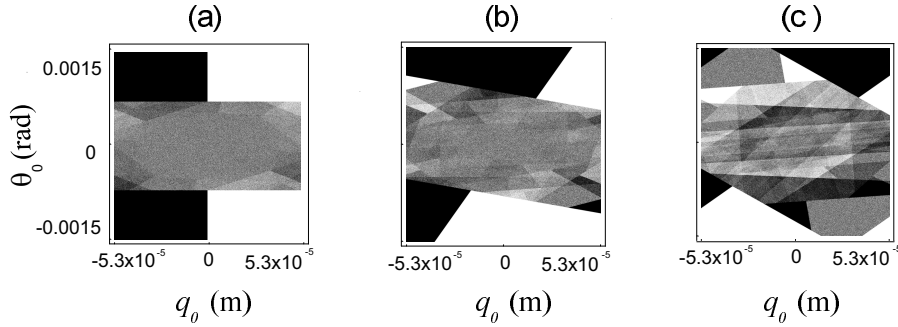 (a) (b) (c)
θ₀ (rad)
0.0015
0
-0.0015
-5.3x10⁻⁵ 0 5.3x10⁻⁵
-5.3x10⁻⁵ 0 5.3x10⁻⁵
-5.3x10⁻⁵ 0 5.3x10⁻⁵
q₀ (m) q₀ (m) q₀ (m)